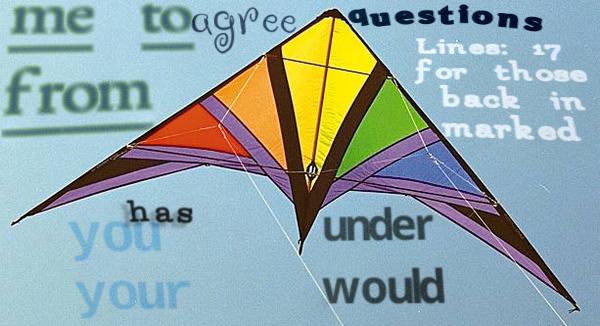 me to
from
agree
questions
Lines: 17
for those
back in
marked
has
you
your
under
would